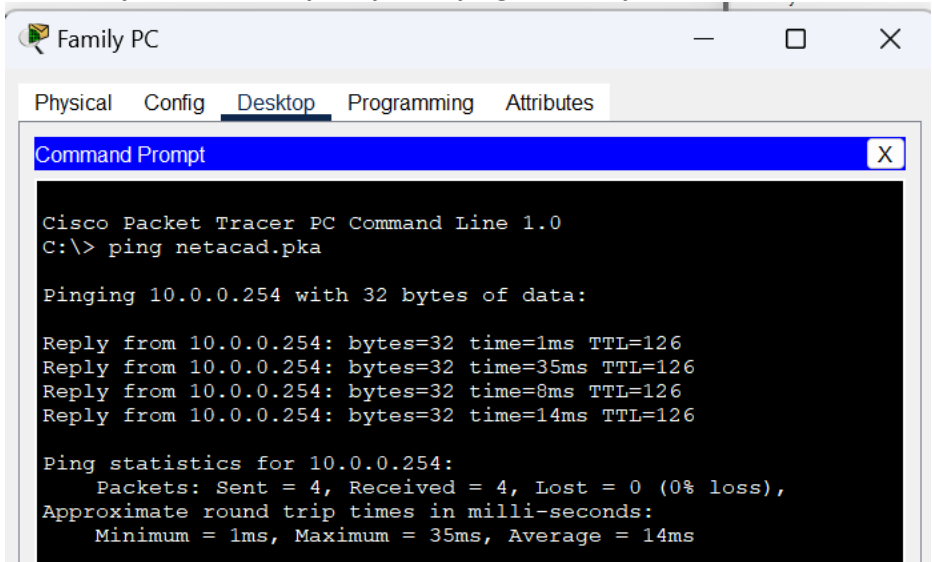 Family PC
Physical Config Desktop Programming Attributes
Command Prompt X
Cisco Packet Tracer PC Command Line 1.0
C:\> ping netacad.pka
Pinging 10.0.0.254 with 32 bytes of data:
Reply from 10.0.0.254: bytes=32 time=1ms TTL=126
Reply from 10.0.0.254: bytes=32 time=35ms TTL=126
Reply from 10.0.0.254: bytes=32 time=8ms TTL=126
Reply from 10.0.0.254: bytes=32 time=14ms TTL=126
Ping statistics for 10.0.0.254:
Packets: Sent = 4, Received = 4, Lost = 0 (0% loss),
Approximate round trip times in milli-seconds:
Minimum = 1ms, Maximum = 35ms, Average = 14ms